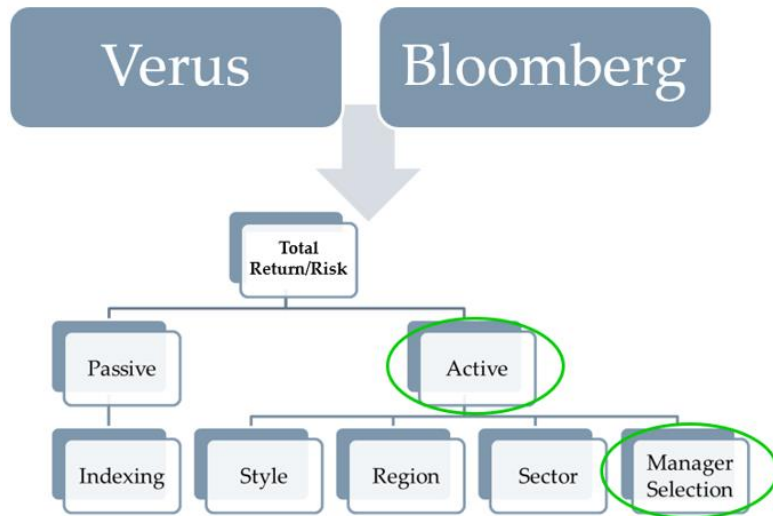 Verus
Bloomberg
Total
Return/Risk
Passive
Active
Indexing
Style
Region
Sector
Manager
Selection